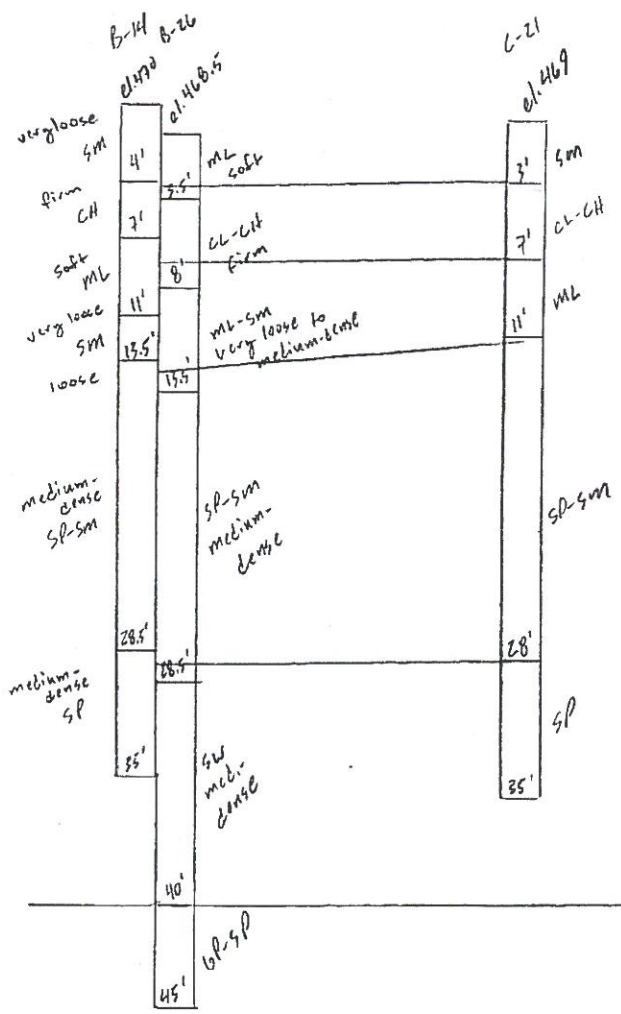 B-14
B-26
C-21
el.470
el.468.5
el.469
very loose
SM
4'
firm
CH
7'
soft
ML
11'
very loose
SM
13.5'
loose
medium-
dense
SP-SM
28.5'
medium-
dense
SP
35'
ML
soft
3.5'
CL-CH
firm
8'
ML-SM
very loose to
medium-dense
13.5'
SP-SM
medium-
dense
28.5'
SW
med.-
dense
40'
GP-SP
45'
3'
SM
7'
CL-CH
11'
ML
SP-SM
28'
SP
35'